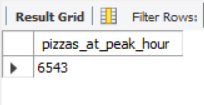 Result Grid Filter Rows:
pizzas_at_peak_hour
6543